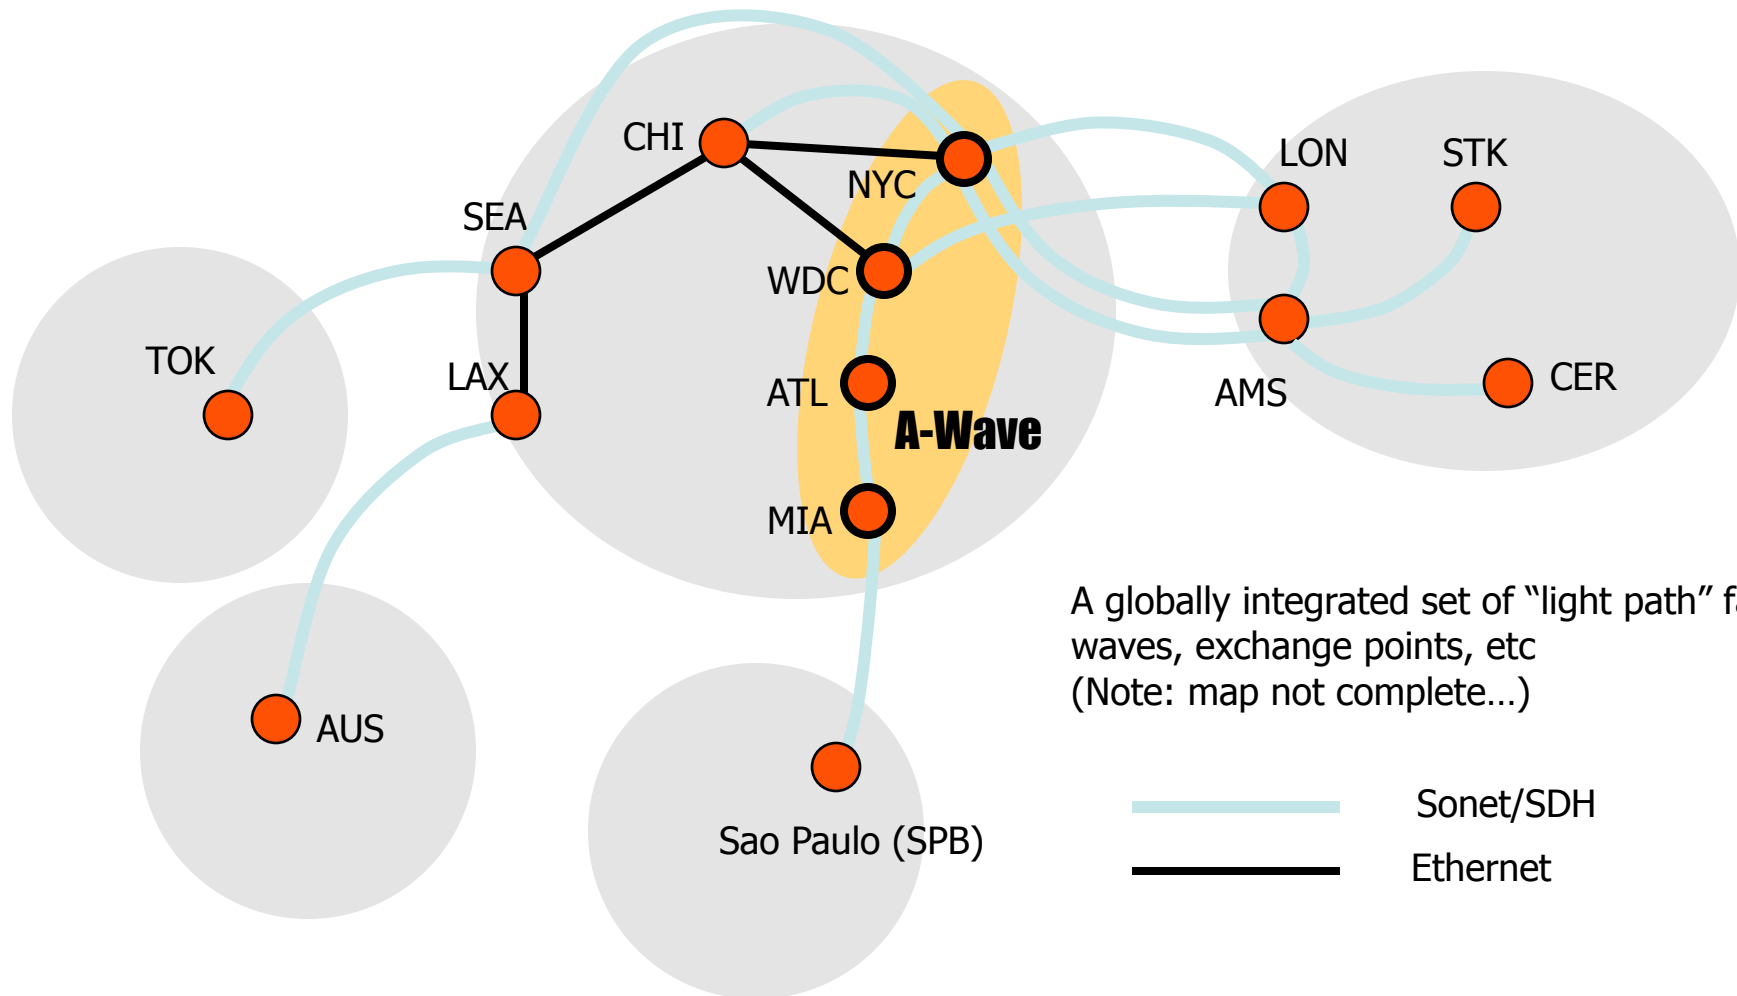 CHI
NYC
LON
STK
SEA
WDC
TOK
LAX
ATL
AMS
CER
A-Wave
MIA
A globally integrated set of “light path”
waves, exchange points, etc
(Note: map not complete…)
AUS
Sonet/SDH
Sao Paulo (SPB)
Ethernet